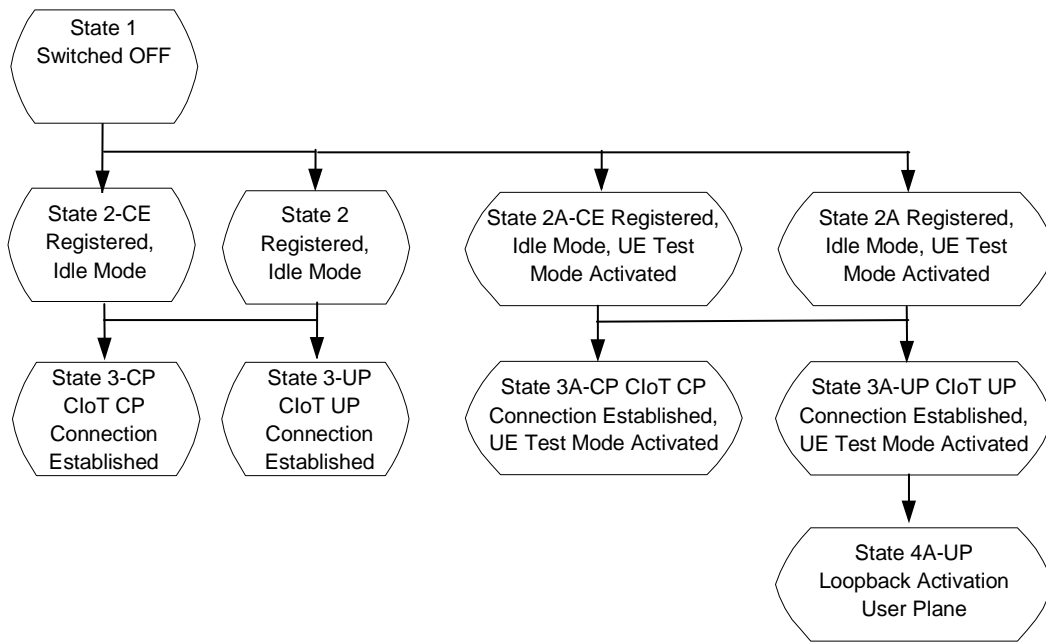 State 1
Switched OFF
State 2-CE
Registered,
Idle Mode
State 2
Registered,
Idle Mode
State 2A-CE Registered,
Idle Mode, UE Test
Mode Activated
State 2A Registered,
Idle Mode, UE Test
Mode Activated
State 3-CP
CIoT CP
Connection
Established
State 3-UP
CIoT UP
Connection
Established
State 3A-CP CIoT CP
Connection Established,
UE Test Mode Activated
State 3A-UP CIoT UP
Connection Established,
UE Test Mode Activated
State 4A-UP
Loopback Activation
User Plane